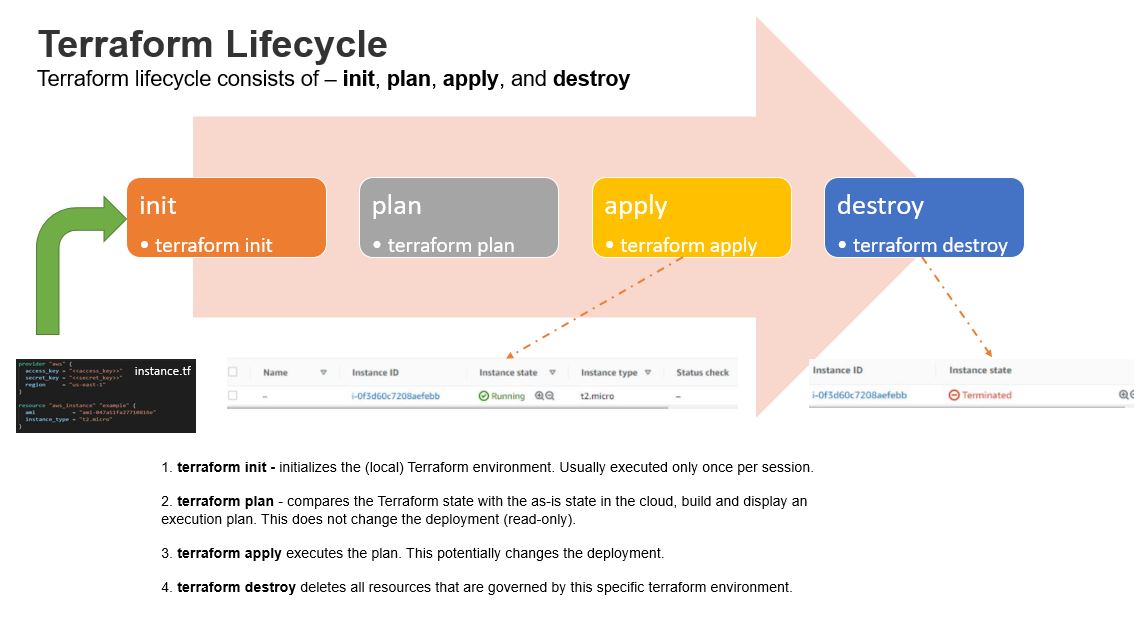 Terraform Lifecycle
Terraform lifecycle consists of – init, plan, apply, and destroy
init
• terraform init
plan
• terraform plan
apply
• terraform apply
destroy
• terraform destroy
instance.tf
provider "aws" {
access_key = "<<access_key>>"
secret_key = "<<secret_key>>"
region = "us-east-1"
}
resource "aws_instance" "example" {
ami =
instance_type = "t2.micro"
}
Name Instance ID Instance state Instance type Status check
– i-0f3d60c7208aefebb Running t2.micro –
Instance ID Instance state
i-0f3d60c7208aefebb Terminated
1. terraform init - initializes the (local) Terraform environment. Usually executed only once per session.
2. terraform plan - compares the Terraform state with the as-is state in the cloud, build and display an
execution plan. This does not change the deployment (read-only).
3. terraform apply executes the plan. This potentially changes the deployment.
4. terraform destroy deletes all resources that are governed by this specific terraform environment.